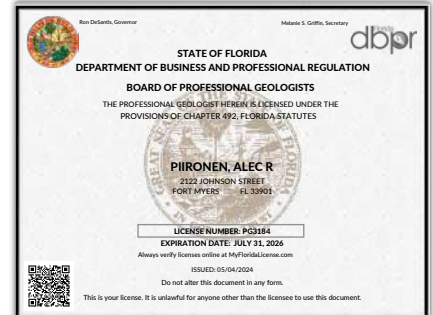 Ron DeSantis, Governor
Melanie S. Griffin, Secretary
Florida
dbpr
STATE OF FLORIDA
DEPARTMENT OF BUSINESS AND PROFESSIONAL REGULATION
BOARD OF PROFESSIONAL GEOLOGISTS
THE PROFESSIONAL GEOLOGIST HEREIN IS LICENSED UNDER THE
PROVISIONS OF CHAPTER 492, FLORIDA STATUTES
PIIRONEN, ALEC R
2122 JOHNSON STREET
FORT MYERS FL 33901
LICENSE NUMBER: PG3184
EXPIRATION DATE: JULY 31, 2026
Always verify licenses online at MyFloridaLicense.com
ISSUED: 05/04/2024
Do not alter this document in any form.
This is your license. It is unlawful for anyone other than the licensee to use this document.